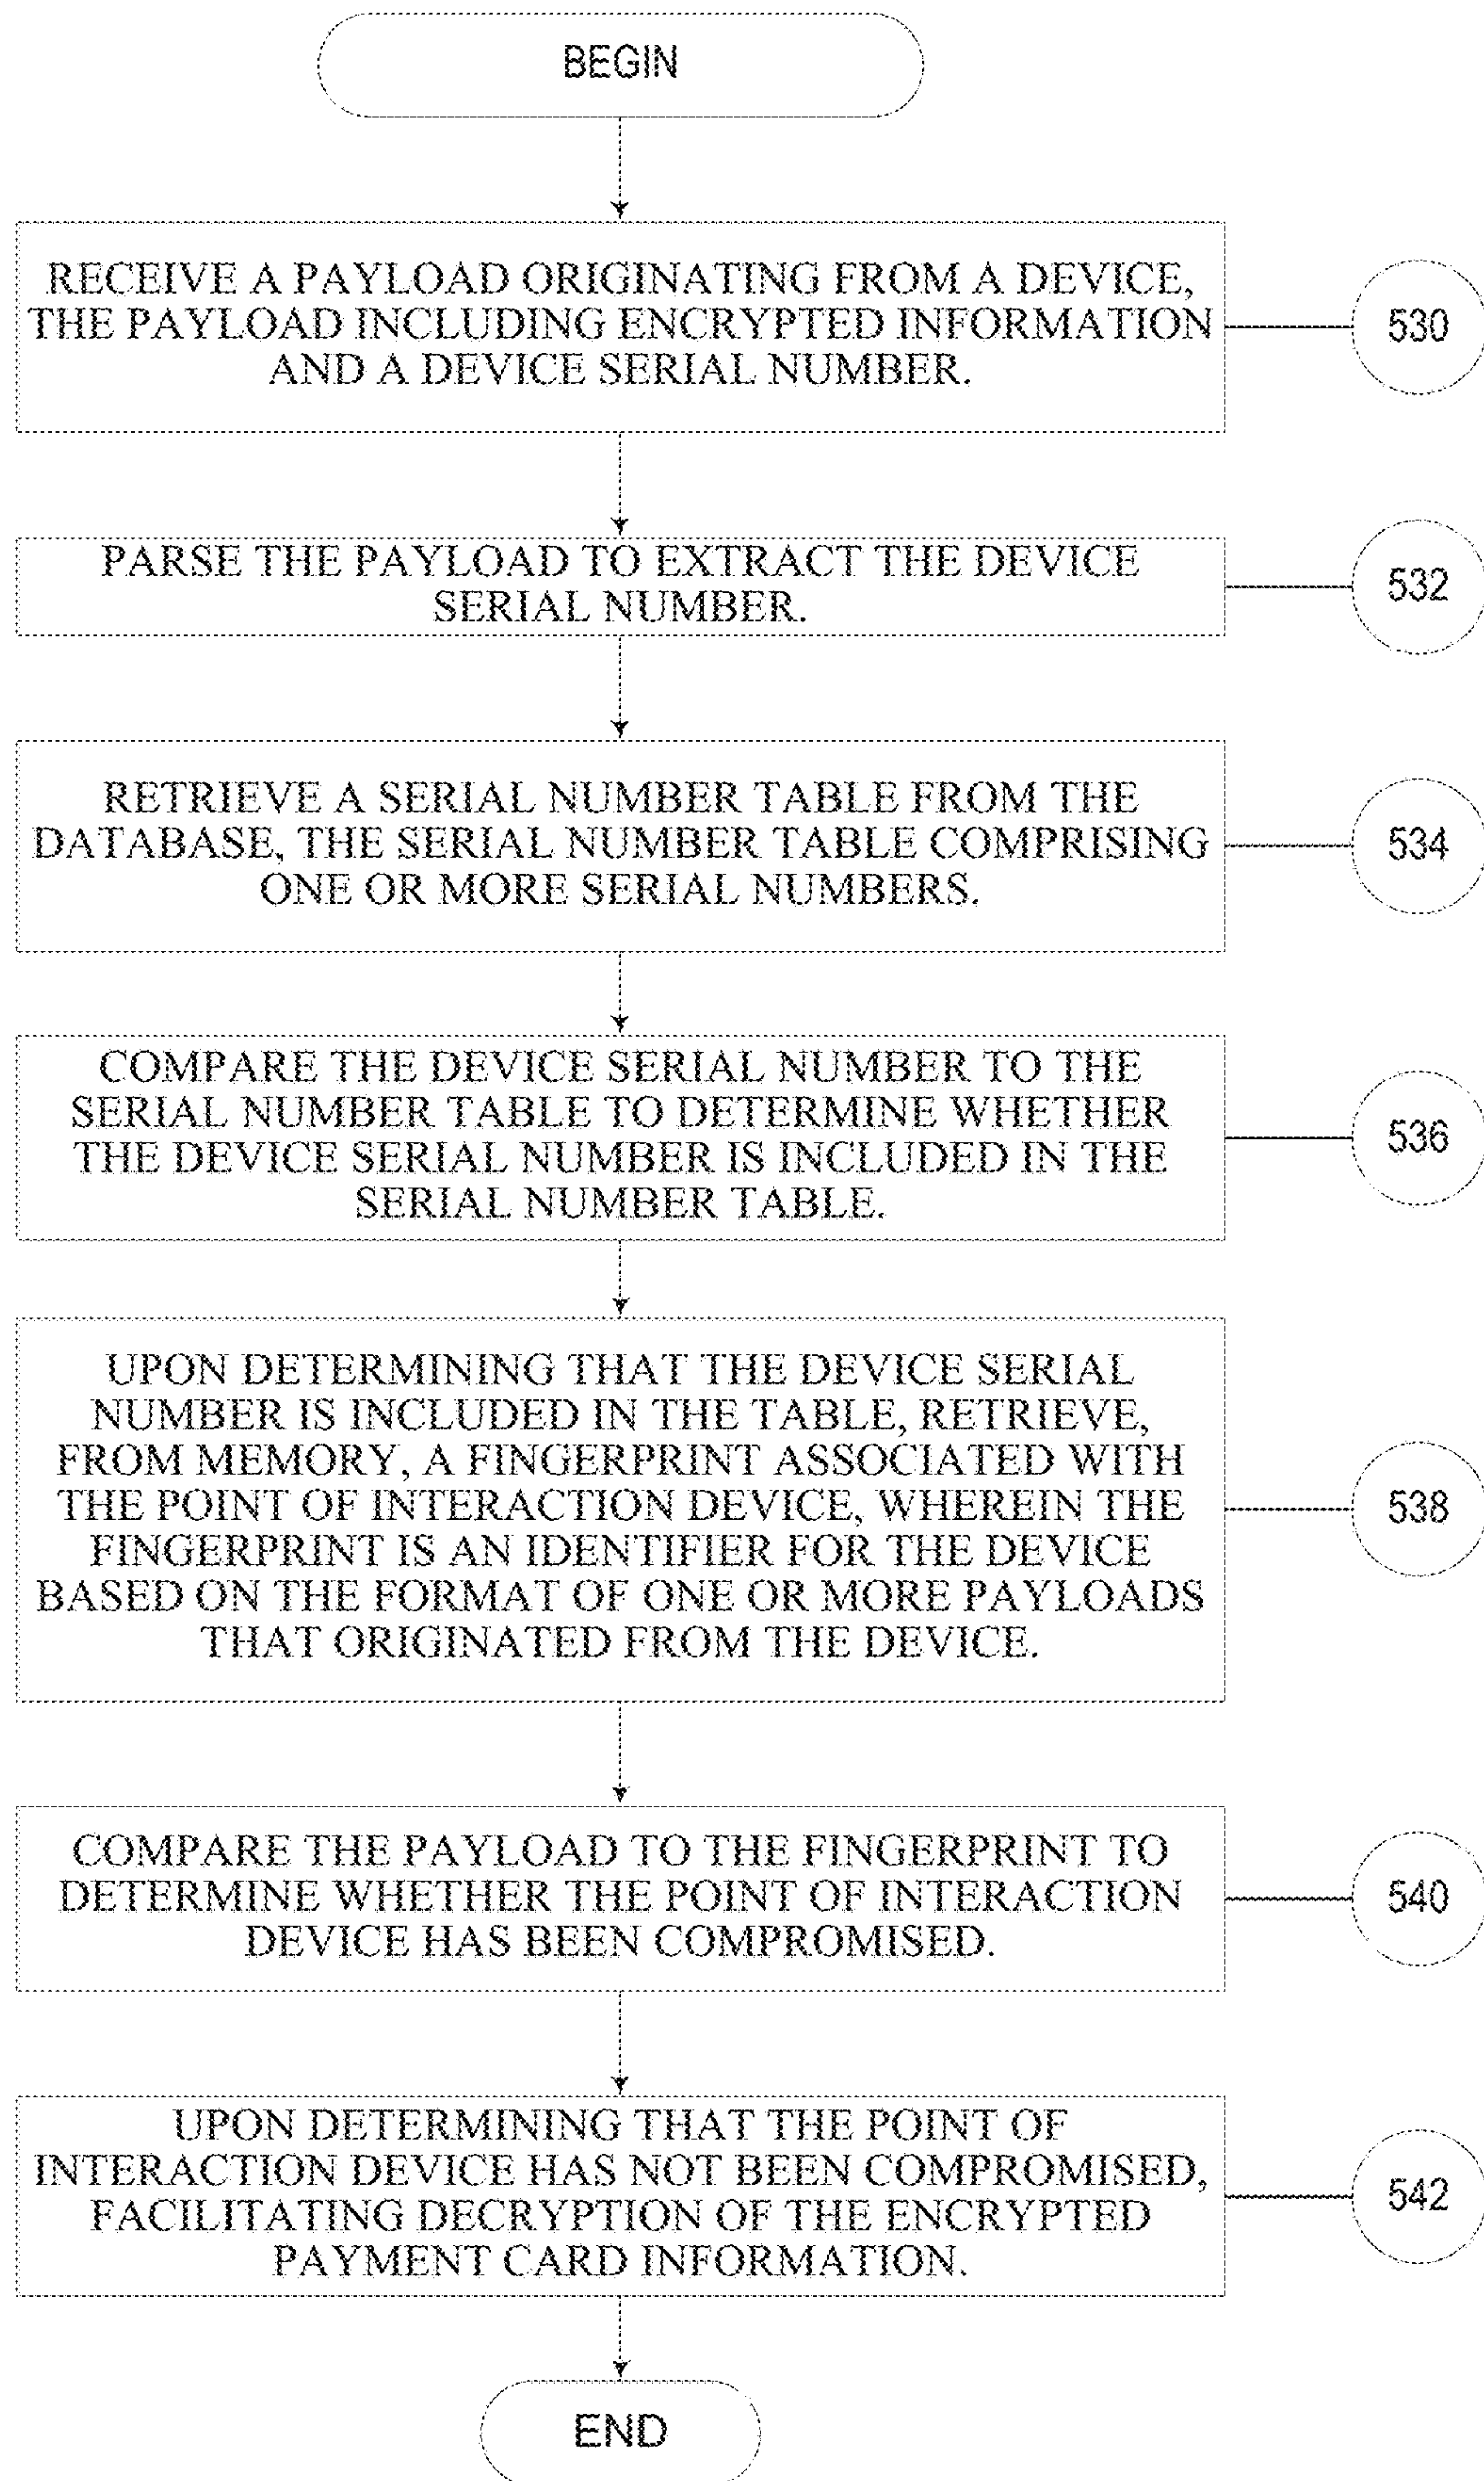 BEGIN
RECEIVE A PAYLOAD ORIGINATING FROM A DEVICE,
THE PAYLOAD INCLUDING ENCRYPTED INFORMATION
AND A DEVICE SERIAL NUMBER.
530
PARSE THE PAYLOAD TO EXTRACT THE DEVICE
SERIAL NUMBER.
532
RETRIEVE A SERIAL NUMBER TABLE FROM THE
DATABASE, THE SERIAL NUMBER TABLE COMPRISING
ONE OR MORE SERIAL NUMBERS.
534
COMPARE THE DEVICE SERIAL NUMBER TO THE
SERIAL NUMBER TABLE TO DETERMINE WHETHER
THE DEVICE SERIAL NUMBER IS INCLUDED IN THE
SERIAL NUMBER TABLE.
536
UPON DETERMINING THAT THE DEVICE SERIAL
NUMBER IS INCLUDED IN THE TABLE, RETRIEVE,
FROM MEMORY, A FINGERPRINT ASSOCIATED WITH
THE POINT OF INTERACTION DEVICE, WHEREIN THE
FINGERPRINT IS AN IDENTIFIER FOR THE DEVICE
BASED ON THE FORMAT OF ONE OR MORE PAYLOADS
THAT ORIGINATED FROM THE DEVICE.
538
COMPARE THE PAYLOAD TO THE FINGERPRINT TO
DETERMINE WHETHER THE POINT OF INTERACTION
DEVICE HAS BEEN COMPROMISED.
540
UPON DETERMINING THAT THE POINT OF
INTERACTION DEVICE HAS NOT BEEN COMPROMISED,
FACILITATING DECRYPTION OF THE ENCRYPTED
PAYMENT CARD INFORMATION.
542
END